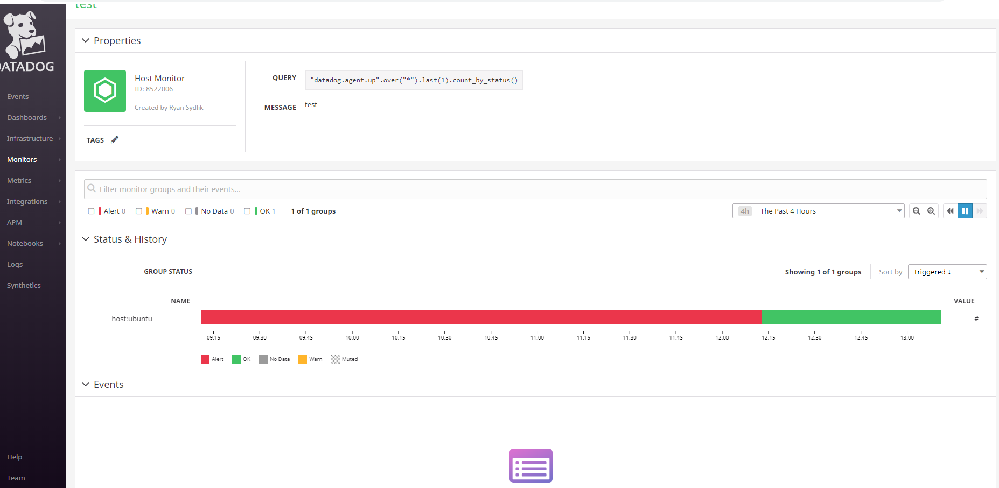 test
DATADOG
Events
Dashboards
Infrastructure
Monitors
Metrics
Integrations
APM
Notebooks
Logs
Synthetics
Help
Team
Properties
Host Monitor
ID: 8522006
Created by Ryan Sydlik
TAGS
QUERY "datadog.agent.up".over("*").last(1).count_by_status()
MESSAGE test
Filter monitor groups and their events...
Alert 0 Warn 0 No Data 0 OK 1 1 of 1 groups 4h The Past 4 Hours
Status & History
GROUP STATUS Showing 1 of 1 groups Sort by Triggered ↓
NAME VALUE
host:ubuntu #
09:15 09:30 09:45 10:00 10:15 10:30 10:45 11:00 11:15 11:30 11:45 12:00 12:15 12:30 12:45 13:00
Alert OK No Data Warn Muted
Events